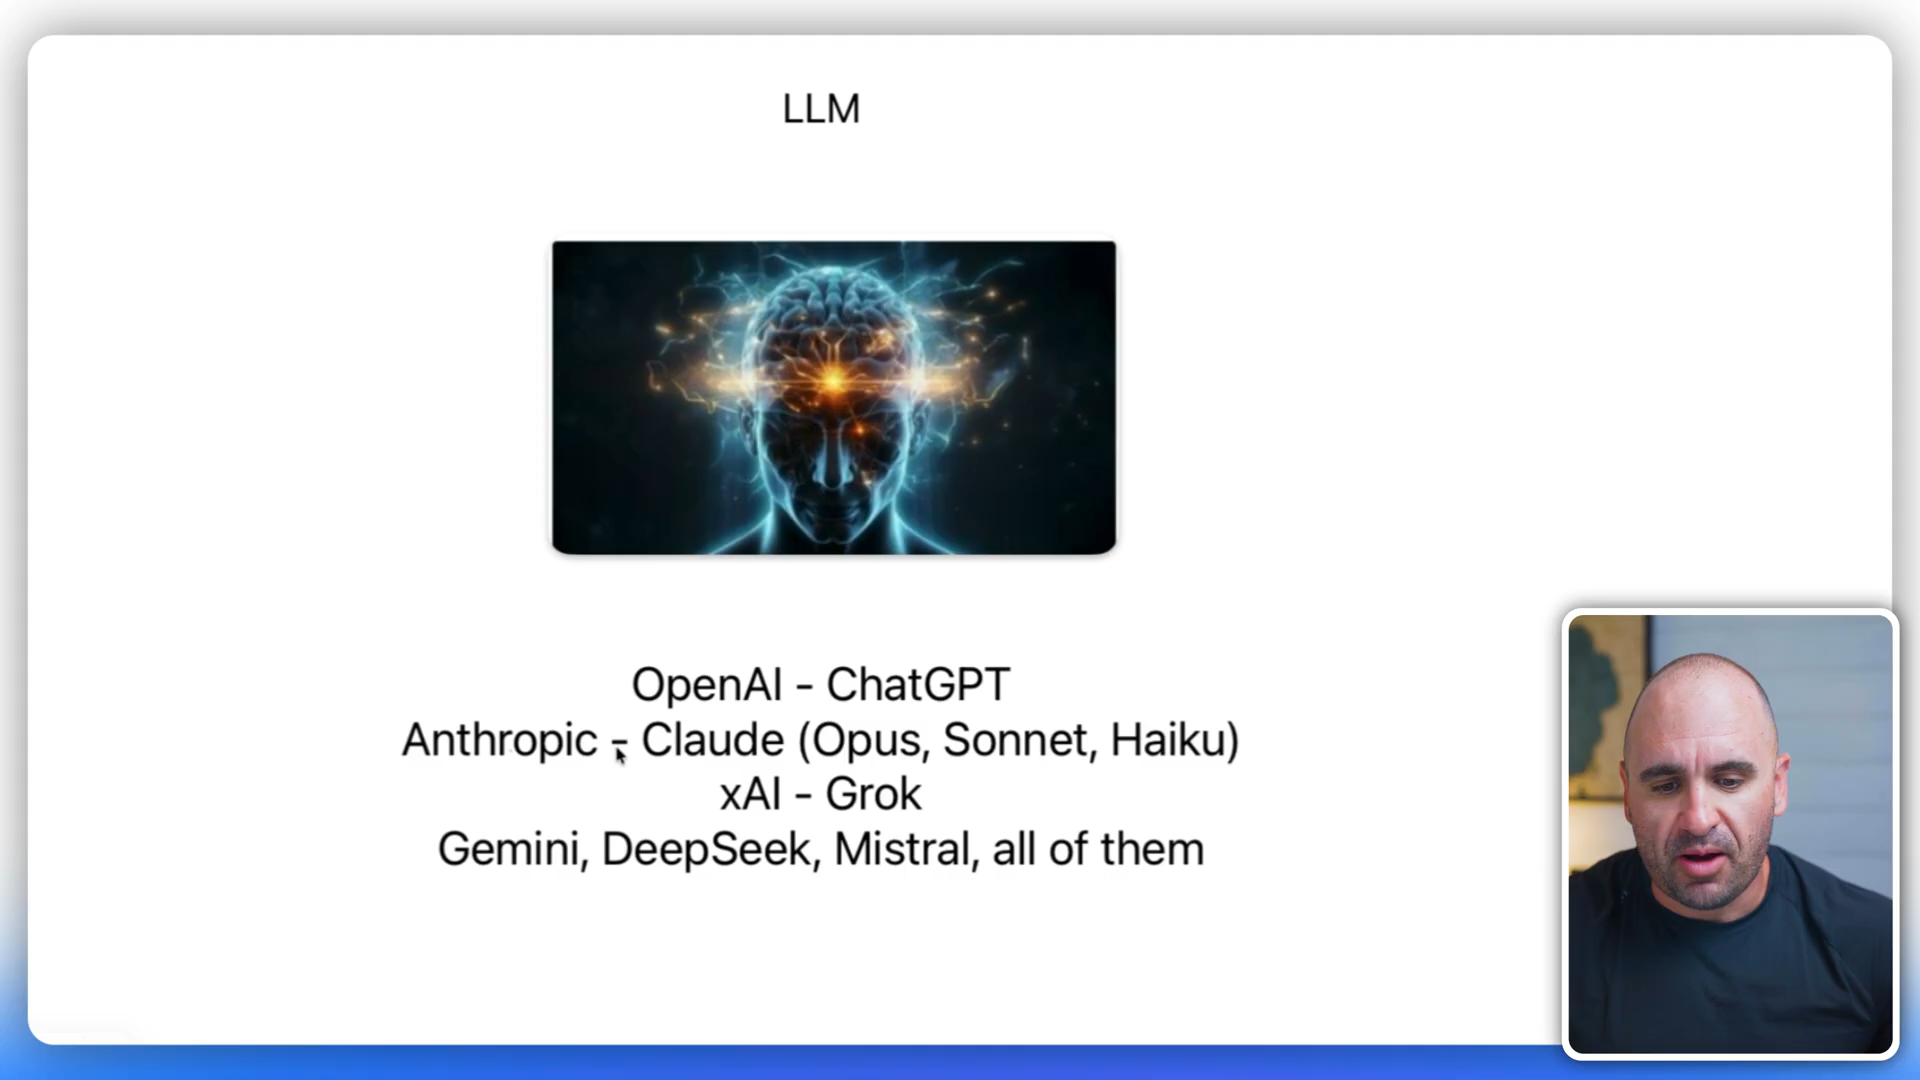 LLM
OpenAI - ChatGPT
Anthropic - Claude (Opus, Sonnet, Haiku)
xAI - Grok
Gemini, DeepSeek, Mistral, all of them